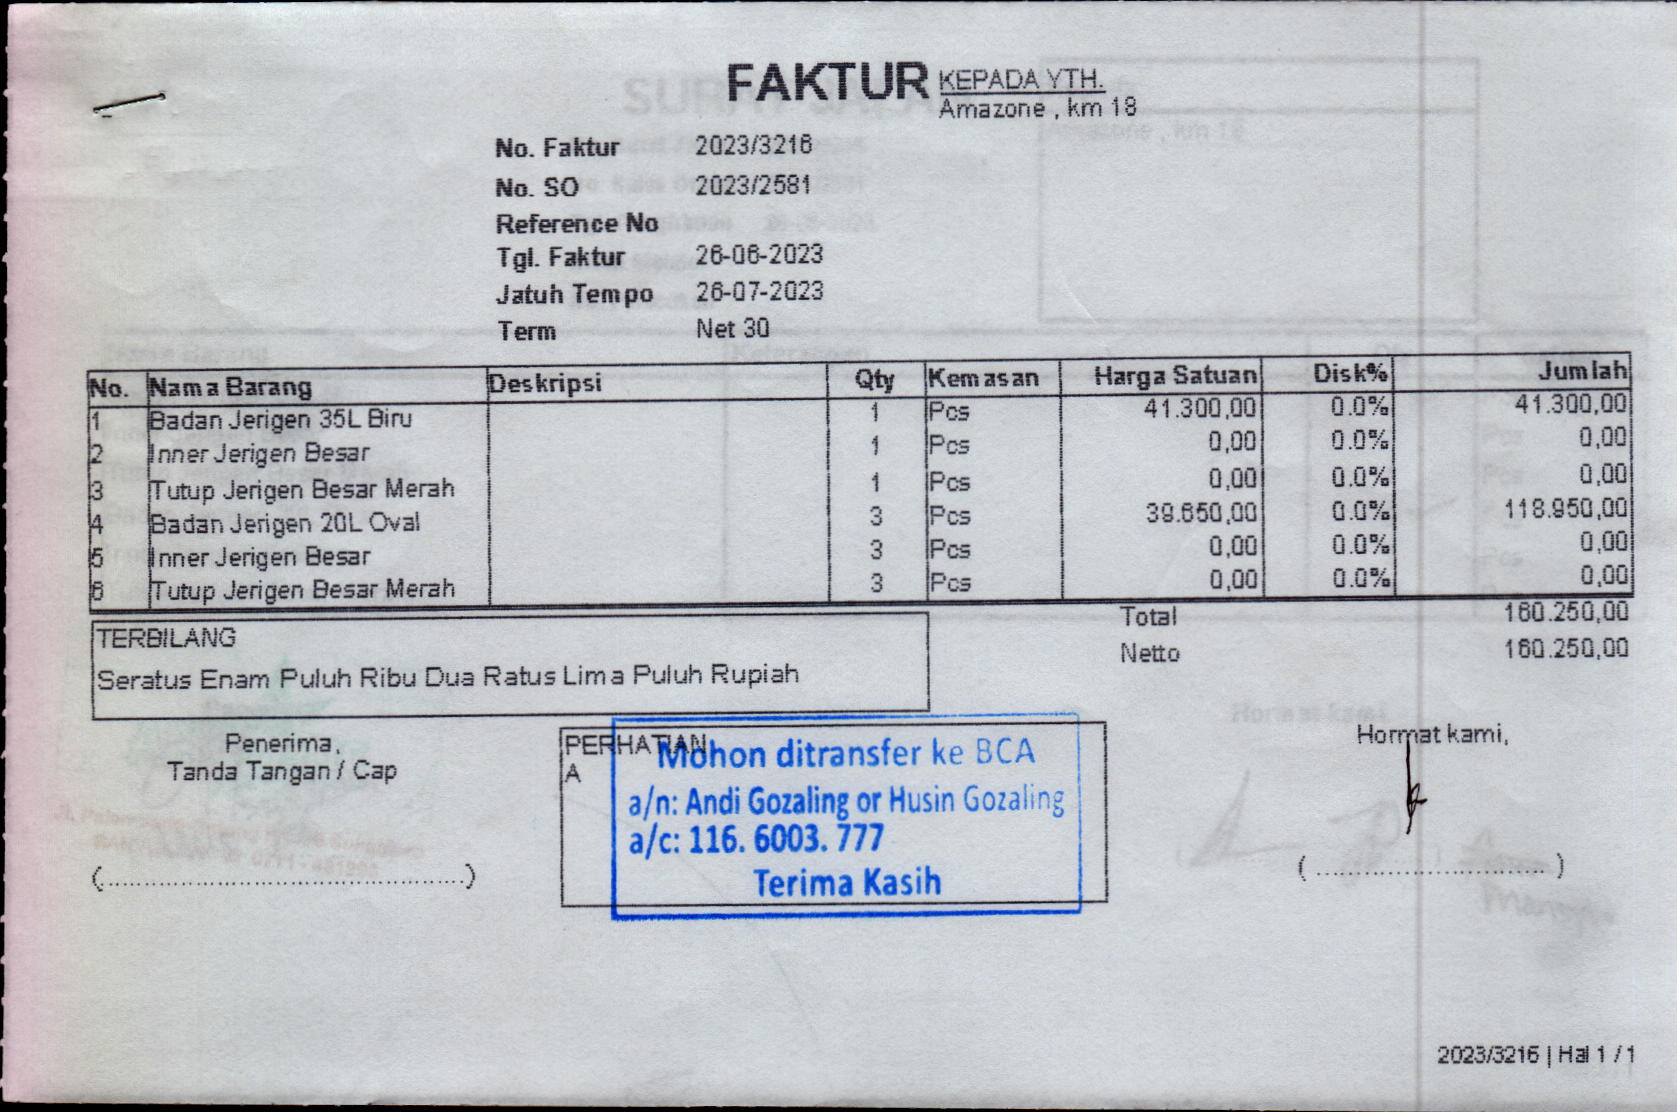 FAKTUR
KEPADA YTH.
Amazone , km 18
No. Faktur 2023/3216
No. SO 2023/2581
Reference No
Tgl. Faktur 26-06-2023
Jatuh Tempo 26-07-2023
Term Net 30
No. Nama Barang Deskripsi Qty Kemasan Harga Satuan Disk% Jumlah
1 Badan Jerigen 35L Biru 1 Pcs 41.300,00 0.0% 41.300,00
2 Inner Jerigen Besar 1 Pcs 0,00 0.0% 0,00
3 Tutup Jerigen Besar Merah 1 Pcs 0,00 0.0% 0,00
4 Badan Jerigen 20L Oval 3 Pcs 39.650,00 0.0% 118.950,00
5 Inner Jerigen Besar 3 Pcs 0,00 0.0% 0,00
6 Tutup Jerigen Besar Merah 3 Pcs 0,00 0.0% 0,00
Total 160.250,00
Netto 160.250,00
TERBILANG
Seratus Enam Puluh Ribu Dua Ratus Lima Puluh Rupiah
Penerima,
Tanda Tangan / Cap
(..........................................)
PERHATIAN
A
Mohon ditransfer ke BCA
a/n: Andi Gozaling or Husin Gozaling
a/c: 116. 6003. 777
Terima Kasih
Hormat kami,
(...........................)
2023/3216 | Hal 1 / 1